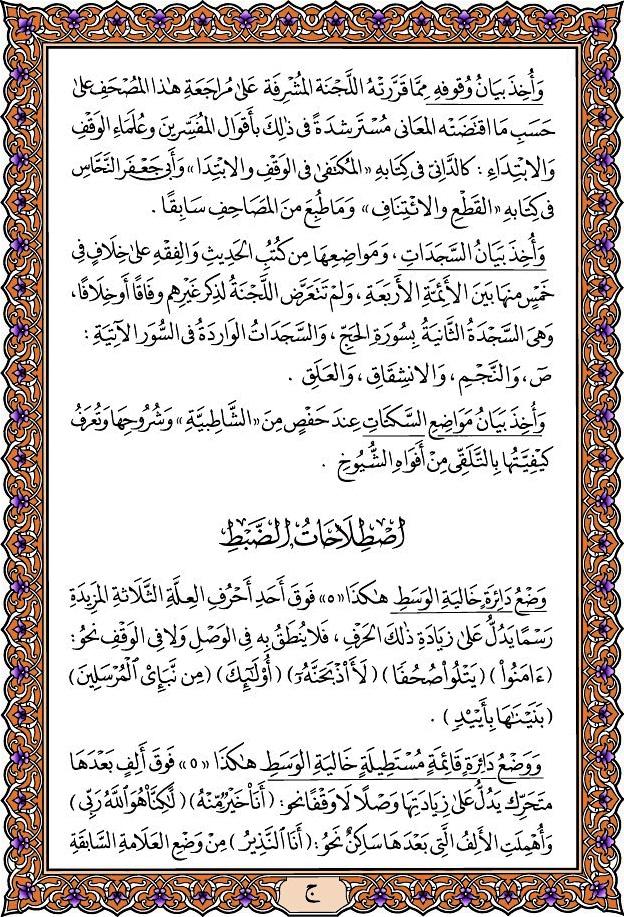 وَأُخِذَ بَيَانُ وُقُوفِهِ مِمَّا قَرَّرَتْهُ اللَّجْنَةُ الْمُشْرِفَةُ عَلَىٰ مُرَاجَعَةِ هَٰذَا الْمُصْحَفِ عَلَىٰ
حَسَبِ مَا اقْتَضَتْهُ الْمَعَانِي مُسْتَرْشِدَةً فِي ذَٰلِكَ بِأَقْوَالِ الْمُفَسِّرِينَ وَعُلَمَاءِ الْوَقْفِ
وَالِابْتِدَاءِ : كَالدَّانِي فِي كِتَابِهِ «الْمُكْتَفَىٰ فِي الْوَقْفِ وَالِابْتِدَا» وَأَبِي جَعْفَرٍ النَّحَّاسِ
فِي كِتَابِهِ «الْقَطْعِ وَالِائْتِنَافِ» وَمَا طُبِعَ مِنَ الْمَصَاحِفِ سَابِقًا .
وَأُخِذَ بَيَانُ السَّجَدَاتِ ، وَمَوَاضِعِهَا مِنْ كُتُبِ الْحَدِيثِ وَالْفِقْهِ عَلَىٰ خِلَافٍ فِي
خَمْسٍ مِنْهَا بَيْنَ الْأَئِمَّةِ الْأَرْبَعَةِ ، وَلَمْ تَتَعَرَّضِ اللَّجْنَةُ لِذِكْرِ غَيْرِهِمْ وِفَاقًا أَوْ خِلَافًا ،
وَهِيَ السَّجْدَةُ الثَّانِيَةُ بِسُورَةِ الْحَجِّ ، وَالسَّجَدَاتُ الْوَارِدَةُ فِي السُّوَرِ الْآتِيَةِ :
صٓ ، وَالنَّجْمِ ، وَالِانْشِقَاقِ ، وَالْعَلَقِ .
وَأُخِذَ بَيَانُ مَوَاضِعِ السَّكَتَاتِ عِنْدَ حَفْصٍ مِنَ «الشَّاطِبِيَّةِ» وَشُرُوحِهَا وَتُعْرَفُ
كَيْفِيَّتُهَا بِالتَّلَقِّي مِنْ أَفْوَاهِ الشُّيُوخِ .
اصْطِلَاحَاتُ الضَّبْطِ
وَضْعُ دَائِرَةٍ خَالِيَةِ الْوَسَطِ هَٰكَذَا «ه» فَوْقَ أَحَدِ أَحْرُفِ الْعِلَّةِ الثَّلَاثَةِ الْمَزِيدَةِ
رَسْمًا يَدُلُّ عَلَىٰ زِيَادَةِ ذَٰلِكَ الْحَرْفِ ، فَلَا يُنْطَقُ بِهِ فِي الْوَصْلِ وَلَا فِي الْوَقْفِ نَحْوُ :
(ءَامَنُواْ) (يَتْلُواْ صُحُفًا) (لَأَاْذْبَحَنَّهُۥٓ) (أُوْلَٰٓئِكَ) (مِن نَّبَإِيْ الْمُرْسَلِينَ)
(بَنَيْنَٰهَا بِأَيْيْدٍ) .
وَوَضْعُ دَائِرَةٍ قَائِمَةٍ مُسْتَطِيلَةٍ خَالِيَةِ الْوَسَطِ هَٰكَذَا «0» فَوْقَ أَلِفٍ بَعْدَهَا
مُتَحَرِّكٌ يَدُلُّ عَلَىٰ زِيَادَتِهَا وَصْلًا لَا وَقْفًا نَحْوُ : (أَنَا۠ خَيْرٌ مِّنْهُ) (لَّٰكِنَّا۠ هُوَ اللَّهُ رَبِّي)
وَأُهْمِلَتِ الْأَلِفُ الَّتِي بَعْدَهَا سَاكِنٌ نَحْوُ : (أَنَا النَّذِيرُ) مِنْ وَضْعِ الْعَلَامَةِ السَّابِقَةِ
ج